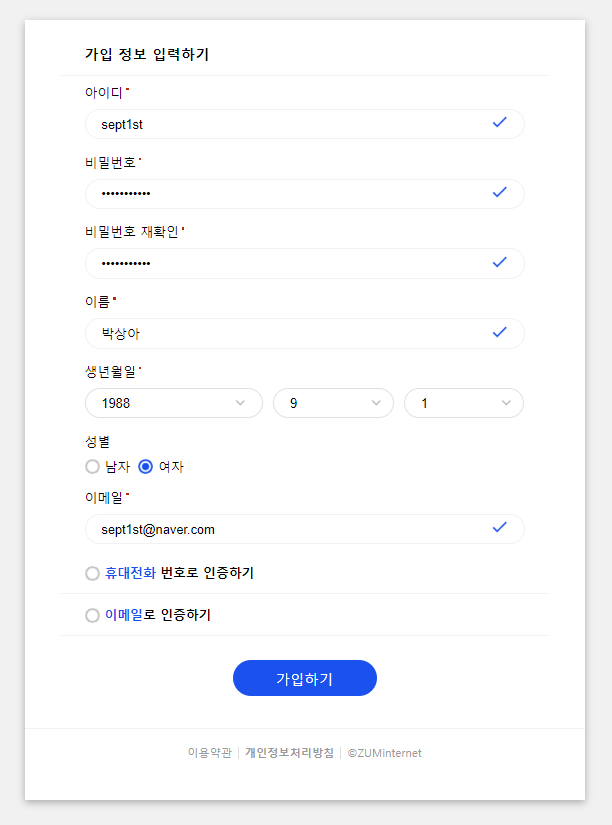 가입 정보 입력하기
아이디*
sept1st
비밀번호*
•••••••••••
비밀번호 재확인*
•••••••••••
이름*
박상아
생년월일*
1988 9 1
성별
남자 여자
이메일*
sept1st@naver.com
휴대전화 번호로 인증하기
이메일로 인증하기
가입하기
이용약관 | 개인정보처리방침 | ©ZUMinternet